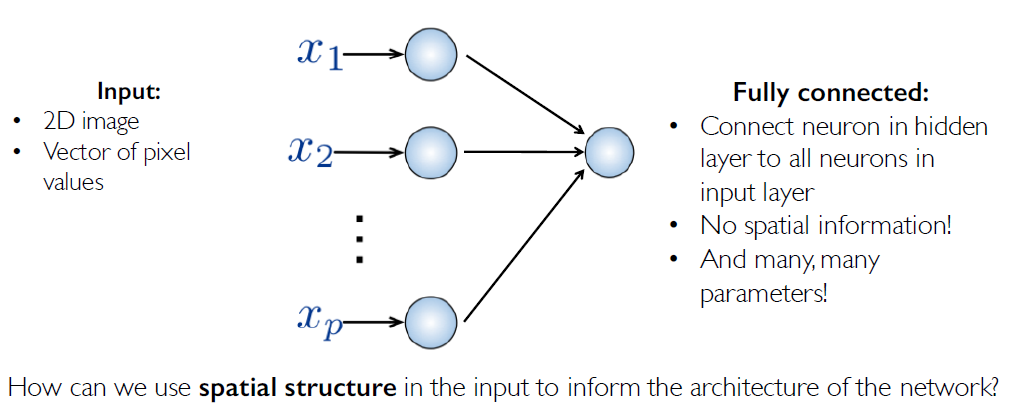 Input:
• 2D image
• Vector of pixel
values
x1
x2
⋮
xp
Fully connected:
• Connect neuron in hidden
layer to all neurons in
input layer
• No spatial information!
• And many, many
parameters!
How can we use spatial structure in the input to inform the architecture of the network?